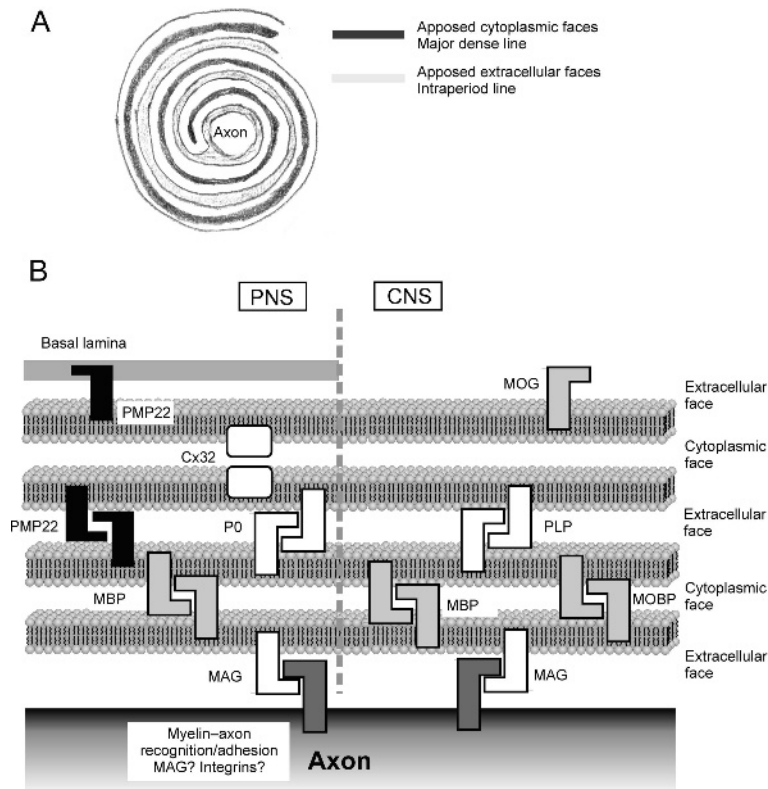 A
Apposed cytoplasmic faces
Major dense line
Apposed extracellular faces
Intraperiod line
Axon
B
PNS
CNS
Basal lamina
MOG
Extracellular
face
PMP22
Cx32
Cytoplasmic
face
PMP22
P0
PLP
Extracellular
face
MBP
MBP
MOBP
Cytoplasmic
face
MAG
MAG
Extracellular
face
Myelin–axon
recognition/adhesion
MAG? Integrins?
Axon